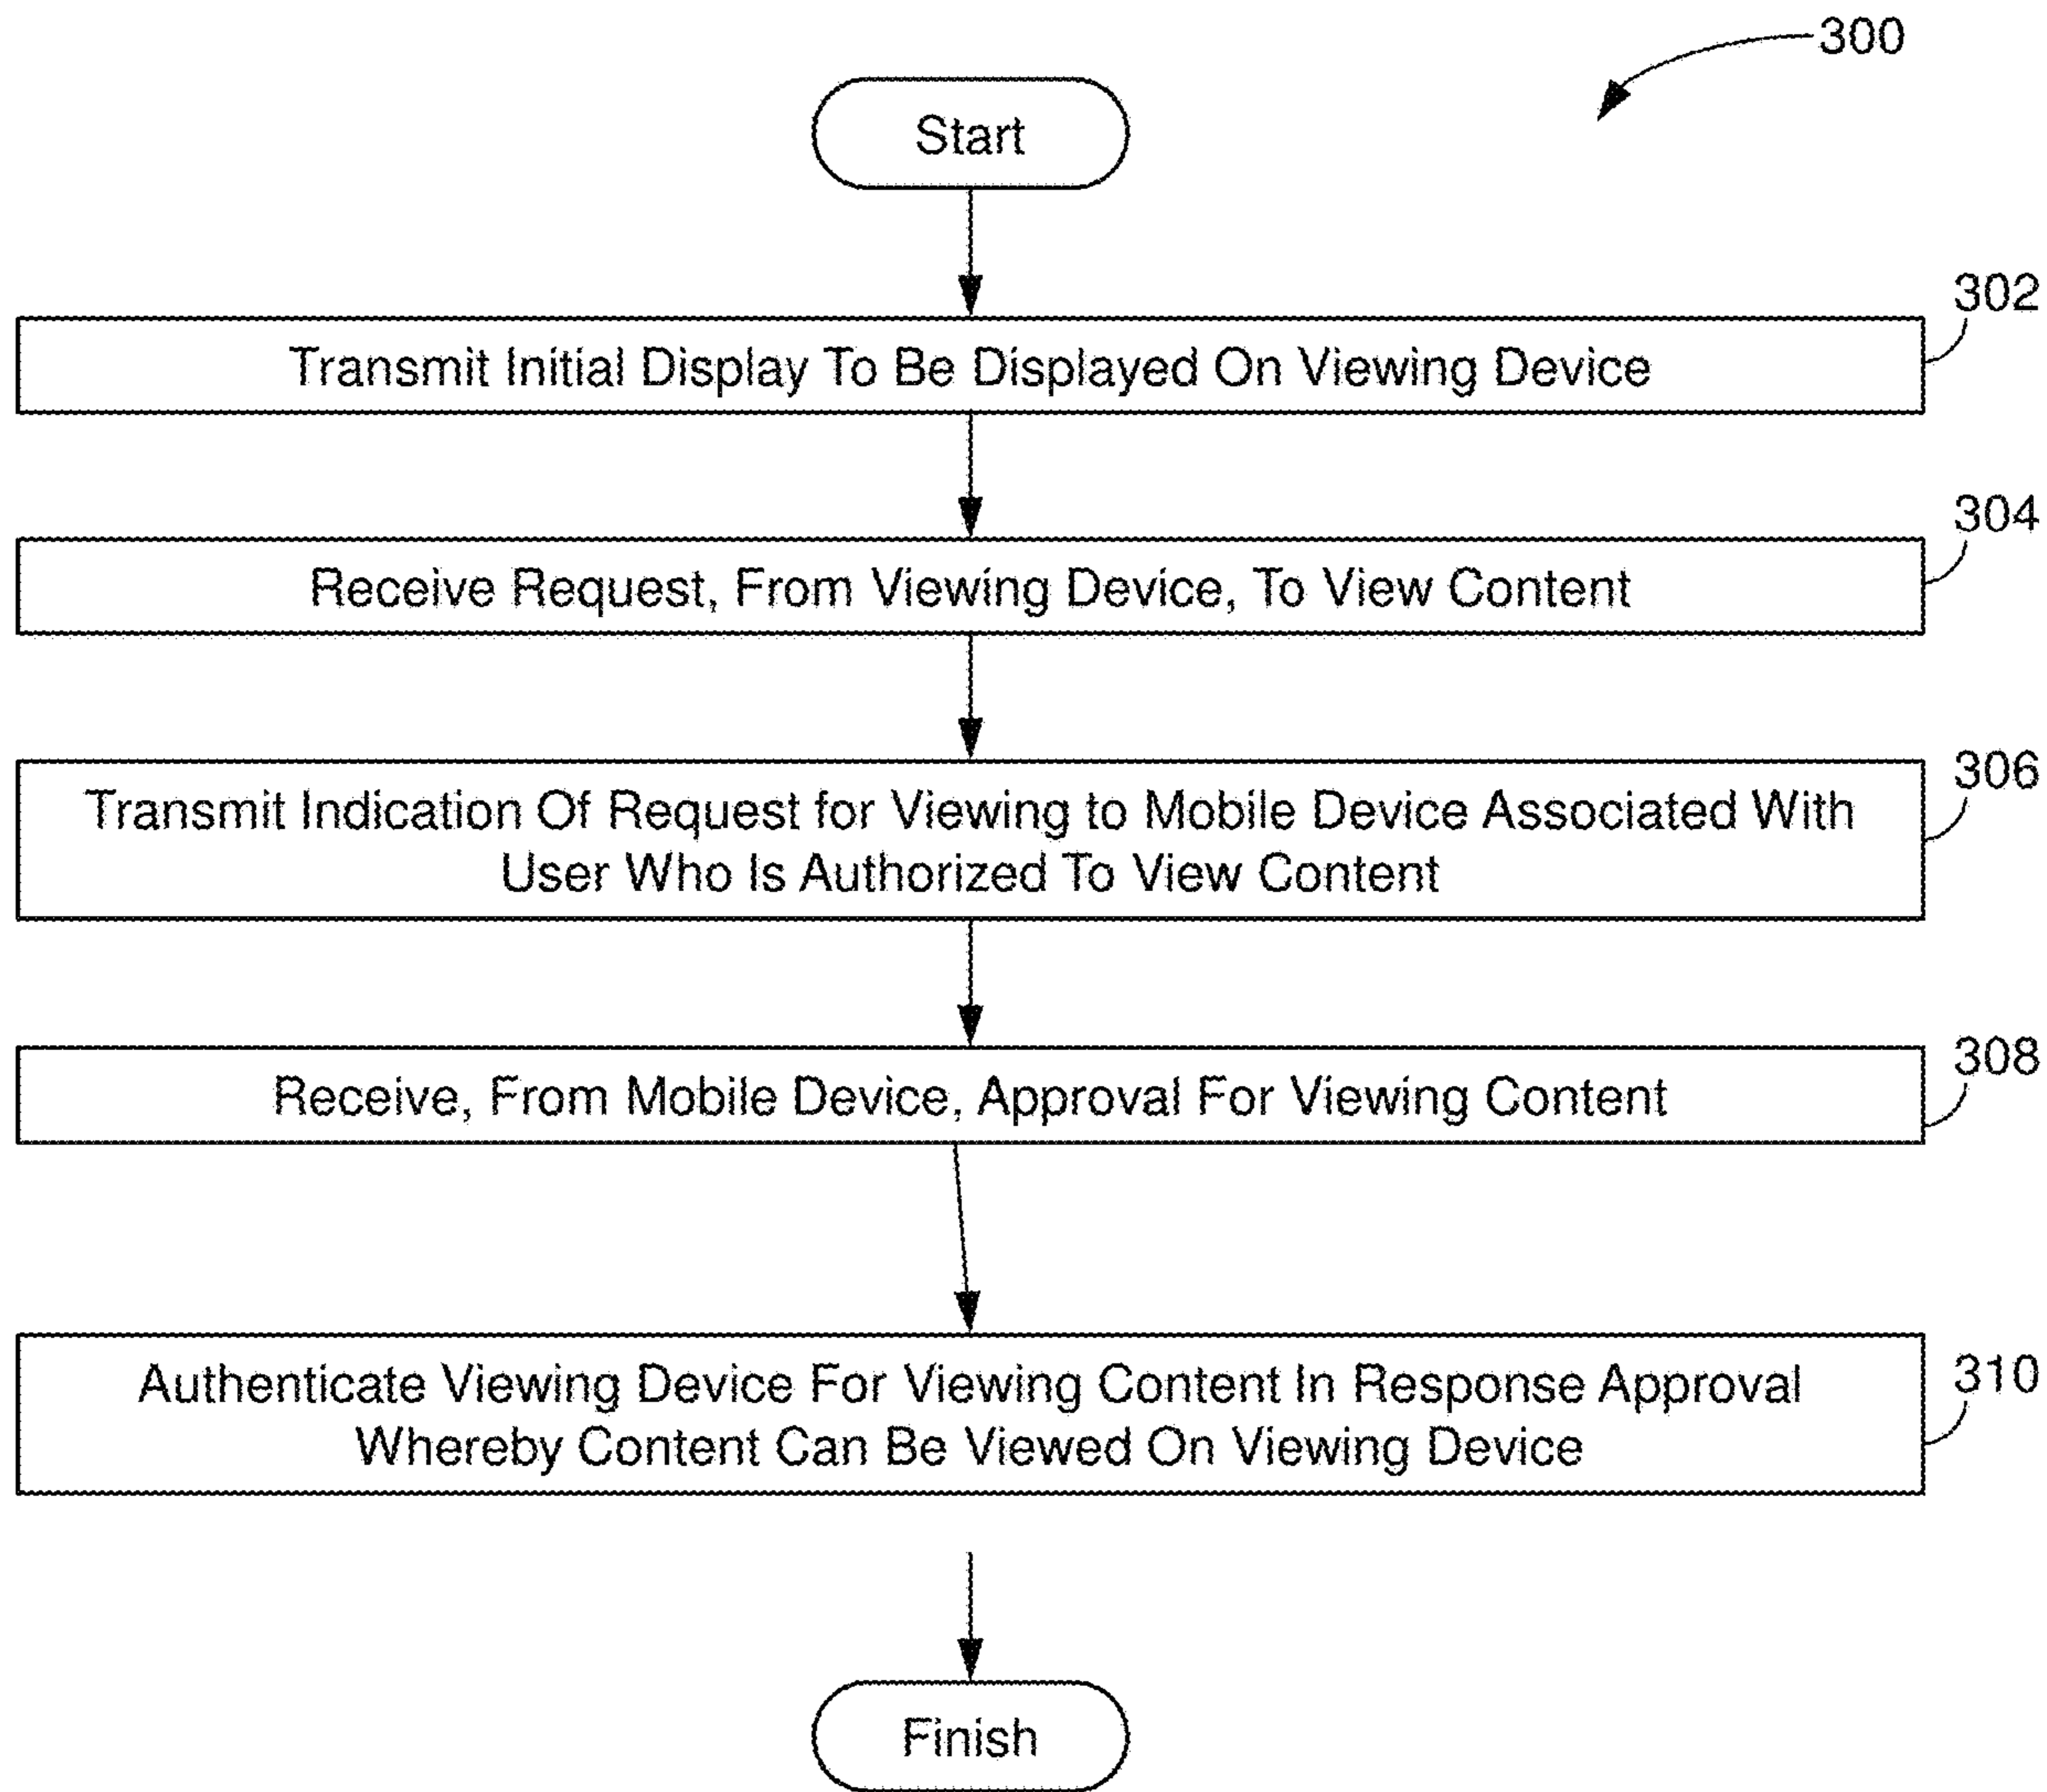 300
Start
302
Transmit Initial Display To Be Displayed On Viewing Device
304
Receive Request, From Viewing Device, To View Content
306
Transmit Indication Of Request for Viewing to Mobile Device Associated With
User Who Is Authorized To View Content
308
Receive, From Mobile Device, Approval For Viewing Content
310
Authenticate Viewing Device For Viewing Content In Response Approval
Whereby Content Can Be Viewed On Viewing Device
Finish